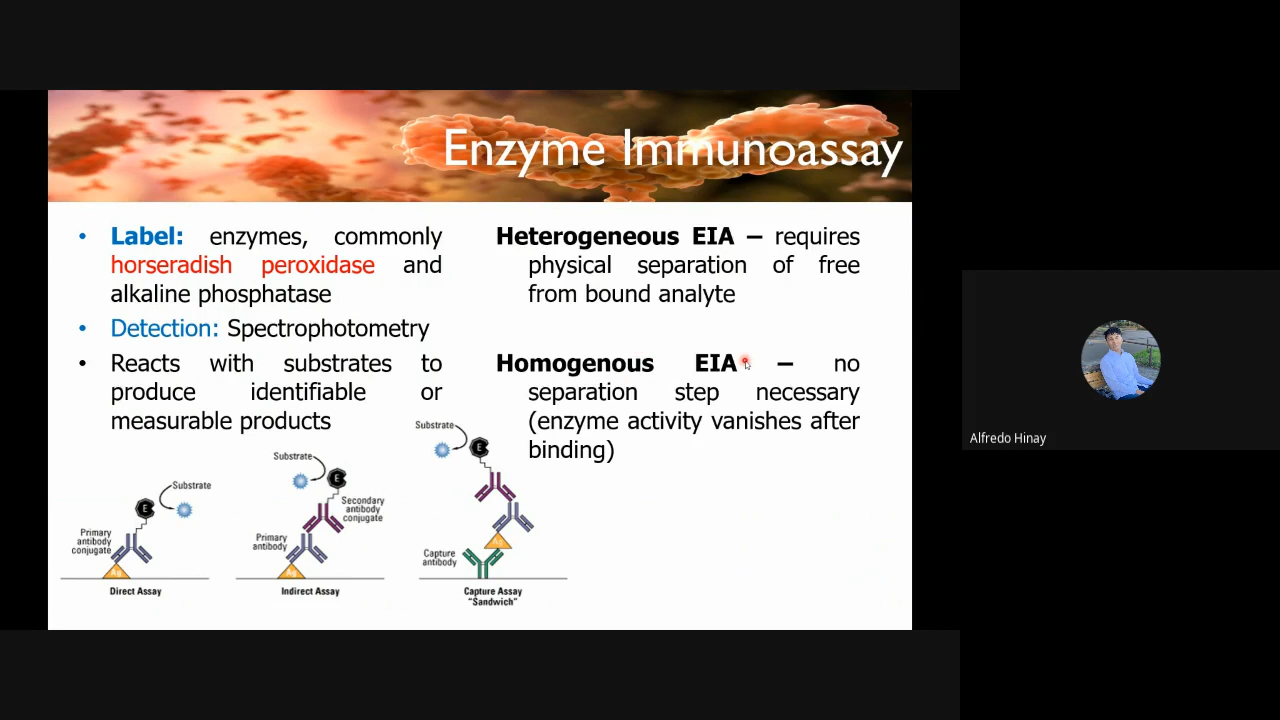 Enzyme Immunoassay
• Label: enzymes, commonly
horseradish peroxidase and
alkaline phosphatase
• Detection: Spectrophotometry
• Reacts with substrates to
produce identifiable or
measurable products
Heterogeneous EIA – requires
physical separation of free
from bound analyte
Homogenous EIA – no
separation step necessary
(enzyme activity vanishes after
binding)
Substrate
E
Primary
antibody
conjugate
Ag
Direct Assay
Substrate
E
Secondary
antibody
conjugate
Primary
antibody
Ag
Indirect Assay
Substrate
E
Ag
Capture
antibody
Capture Assay
"Sandwich"
Alfredo Hinay